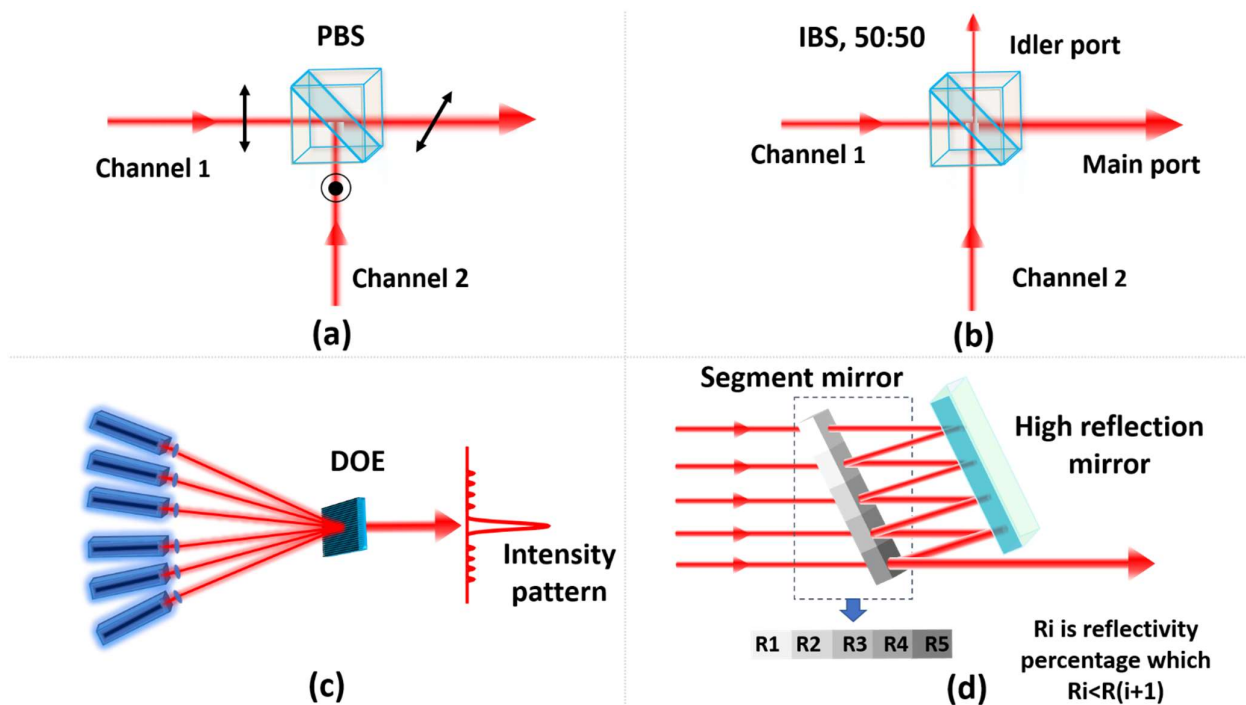 PBS
Channel 1
Channel 2
(a)
IBS, 50:50
Idler port
Channel 1
Main port
Channel 2
(b)
DOE
Intensity
pattern
(c)
Segment mirror
High reflection
mirror
R1 R2 R3 R4 R5
Ri is reflectivity
percentage which
Ri<R(i+1)
(d)